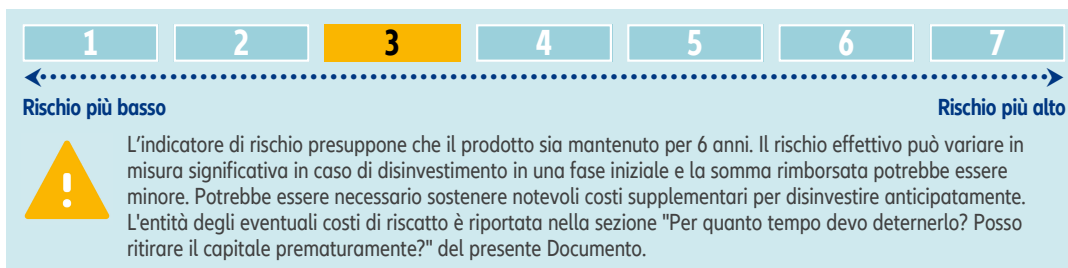 1 2 3 4 5 6 7
Rischio più basso Rischio più alto
L'indicatore di rischio presuppone che il prodotto sia mantenuto per 6 anni. Il rischio effettivo può variare in
misura significativa in caso di disinvestimento in una fase iniziale e la somma rimborsata potrebbe essere
minore. Potrebbe essere necessario sostenere notevoli costi supplementari per disinvestire anticipatamente.
L'entità degli eventuali costi di riscatto è riportata nella sezione "Per quanto tempo devo deternerlo? Posso
ritirare il capitale prematuramente?" del presente Documento.